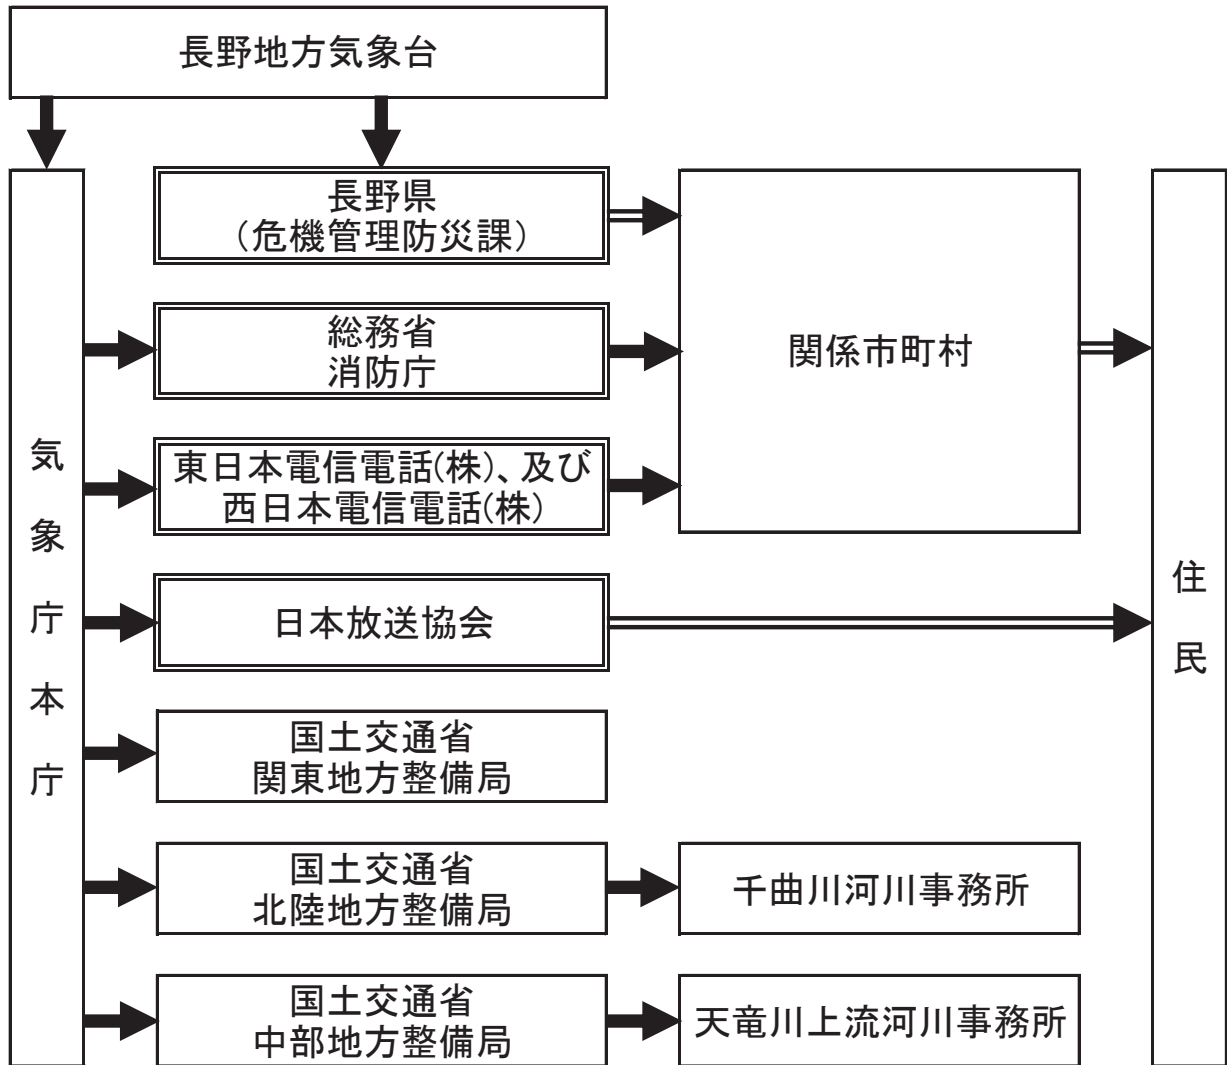 長野地方気象台
気象庁本庁
長野県
（危機管理防災課）
総務省
消防庁
東日本電信電話(株)、及び
西日本電信電話(株)
日本放送協会
国土交通省
関東地方整備局
国土交通省
北陸地方整備局
国土交通省
中部地方整備局
関係市町村
千曲川河川事務所
天竜川上流河川事務所
住民